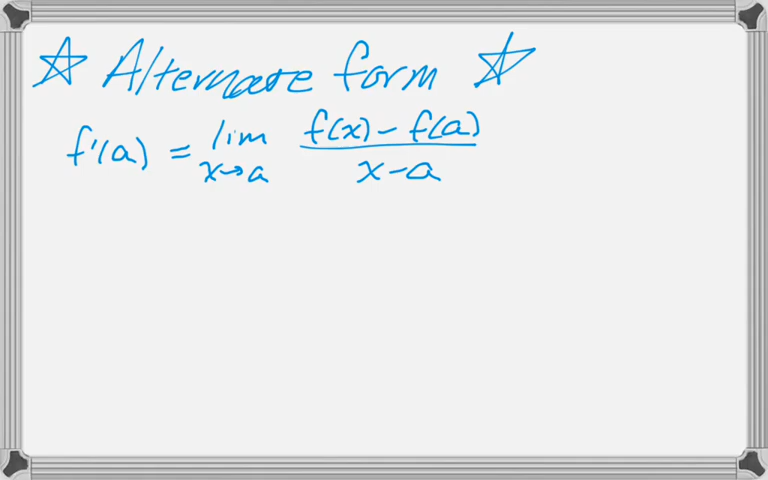 ☆ Alternate form ☆
f'(a) = lim x→a (f(x) - f(a)) / (x - a)